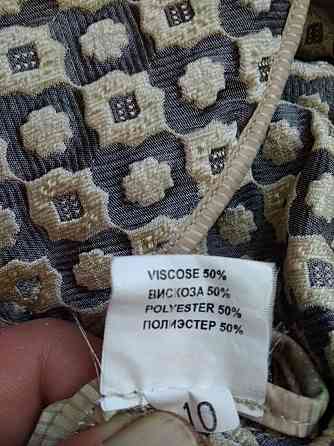 VISCOSE 50%
ВИСКОЗА 50%
POLYESTER 50%
ПОЛИЭСТЕР 50%
10